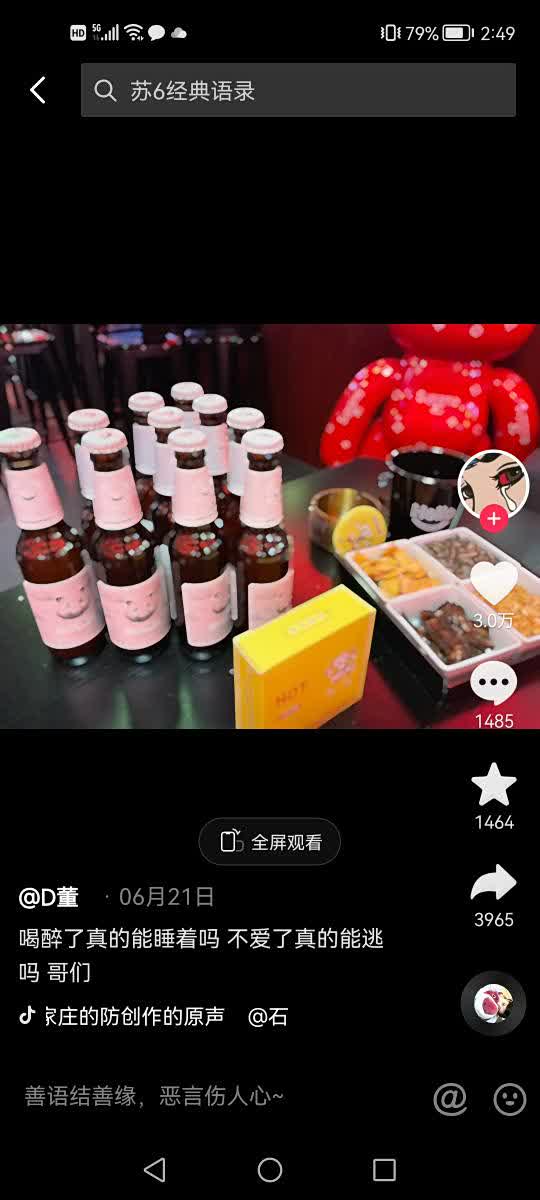 HD 5G 79% 2:49
苏6经典语录
HOT
3.0万
1485
1464
全屏观看
3965
@D董 · 06月21日
喝醉了真的能睡着吗 不爱了真的能逃
吗 哥们
家庄的防创作的原声 @石
善语结善缘，恶言伤人心~
@